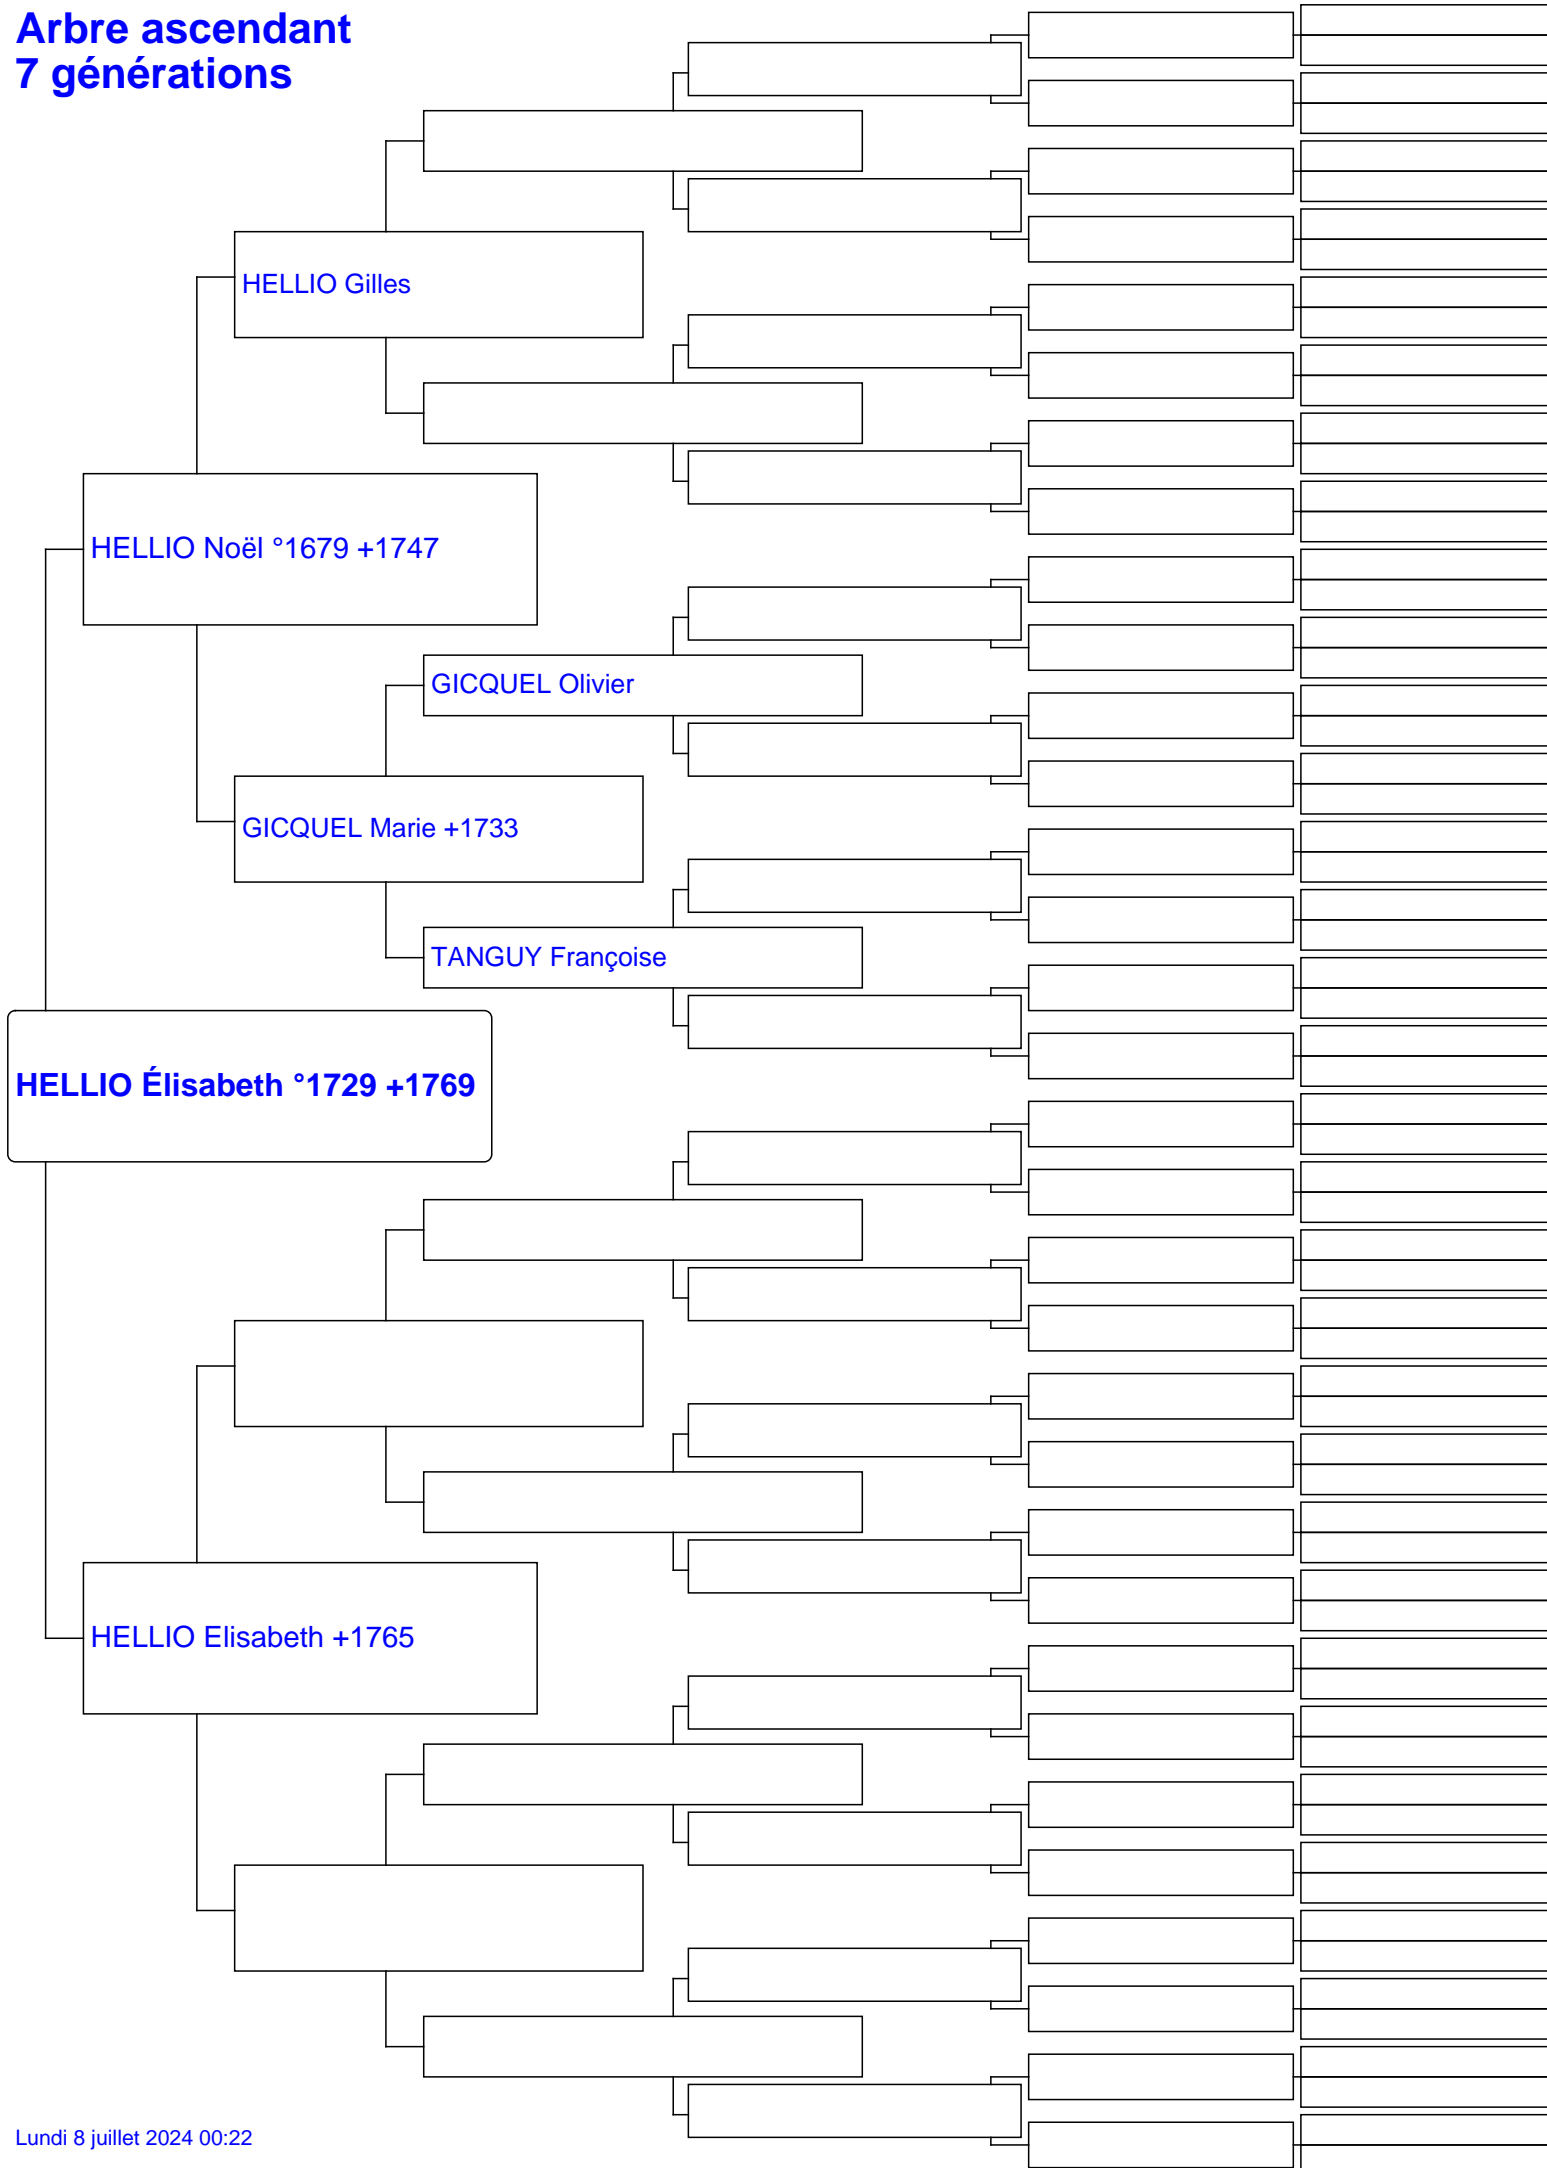 Arbre ascendant
7 générations
HELLIO Gilles
HELLIO Noël °1679 +1747
GICQUEL Olivier
GICQUEL Marie +1733
TANGUY Françoise
HELLIO Élisabeth °1729 +1769
HELLIO Elisabeth +1765
Lundi 8 juillet 2024 00:22